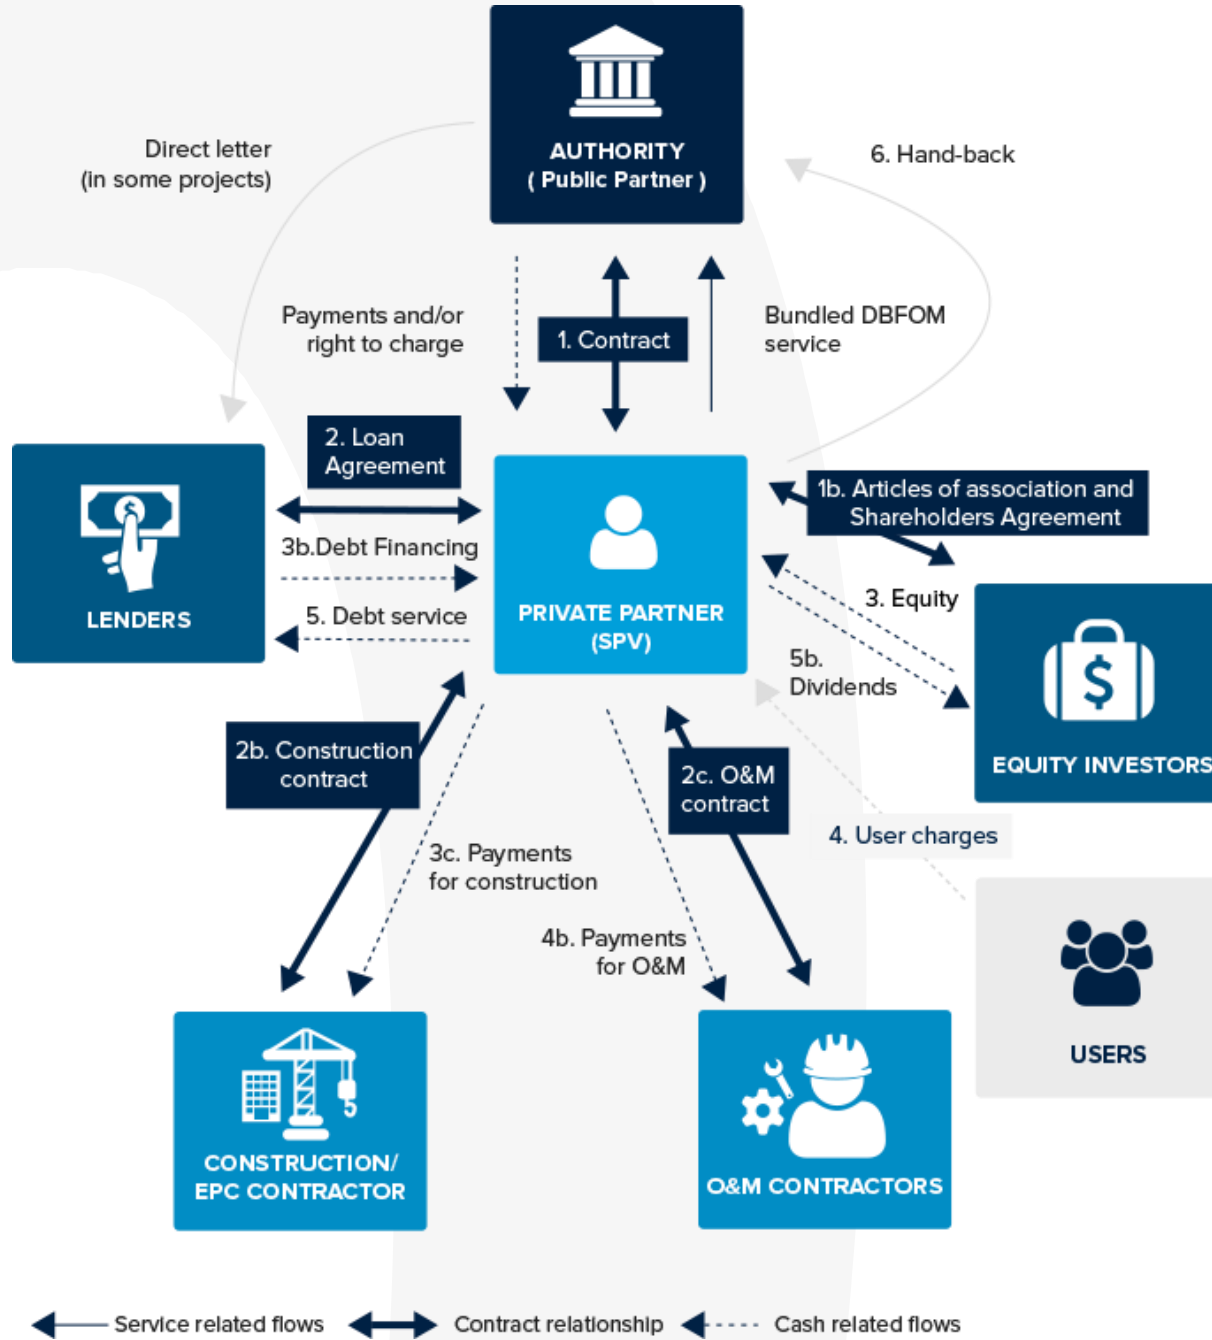 AUTHORITY
( Public Partner )
Direct letter
(in some projects)
6. Hand-back
Payments and/or
right to charge
1. Contract
Bundled DBFOM
service
2. Loan
Agreement
1b. Articles of association and
Shareholders Agreement
3b.Debt Financing
LENDERS
5. Debt service
PRIVATE PARTNER
(SPV)
3. Equity
5b.
Dividends
EQUITY INVESTORS
2b. Construction
contract
2c. O&M
contract
4. User charges
3c. Payments
for construction
4b. Payments
for O&M
USERS
CONSTRUCTION/
EPC CONTRACTOR
O&M CONTRACTORS
Service related flows
Contract relationship
Cash related flows